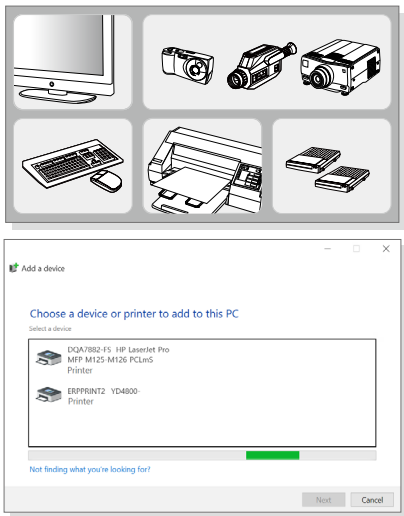 Add a device
Choose a device or printer to add to this PC
Select a device
DQA7882-F5 HP LaserJet Pro
MFP M125-M126 PCLmS
Printer
ERPPRINT2 YD4800-
Printer
Not finding what you're looking for?
Next
Cancel